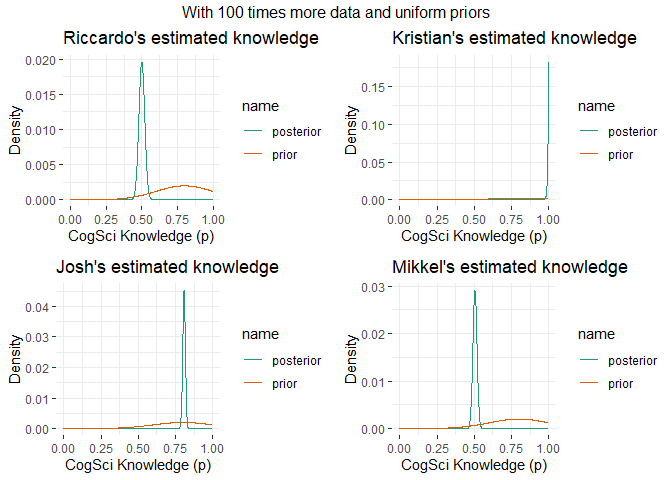 With 100 times more data and uniform priors
Riccardo's estimated knowledge
Density
0.020
0.015
0.010
0.005
0.000
0.00 0.25 0.50 0.75 1.00
CogSci Knowledge (p)
name
posterior
prior
Kristian's estimated knowledge
Density
0.15
0.10
0.05
0.00
0.00 0.25 0.50 0.75 1.00
CogSci Knowledge (p)
name
posterior
prior
Josh's estimated knowledge
Density
0.04
0.03
0.02
0.01
0.00
0.00 0.25 0.50 0.75 1.00
CogSci Knowledge (p)
name
posterior
prior
Mikkel's estimated knowledge
Density
0.03
0.02
0.01
0.00
0.00 0.25 0.50 0.75 1.00
CogSci Knowledge (p)
name
posterior
prior